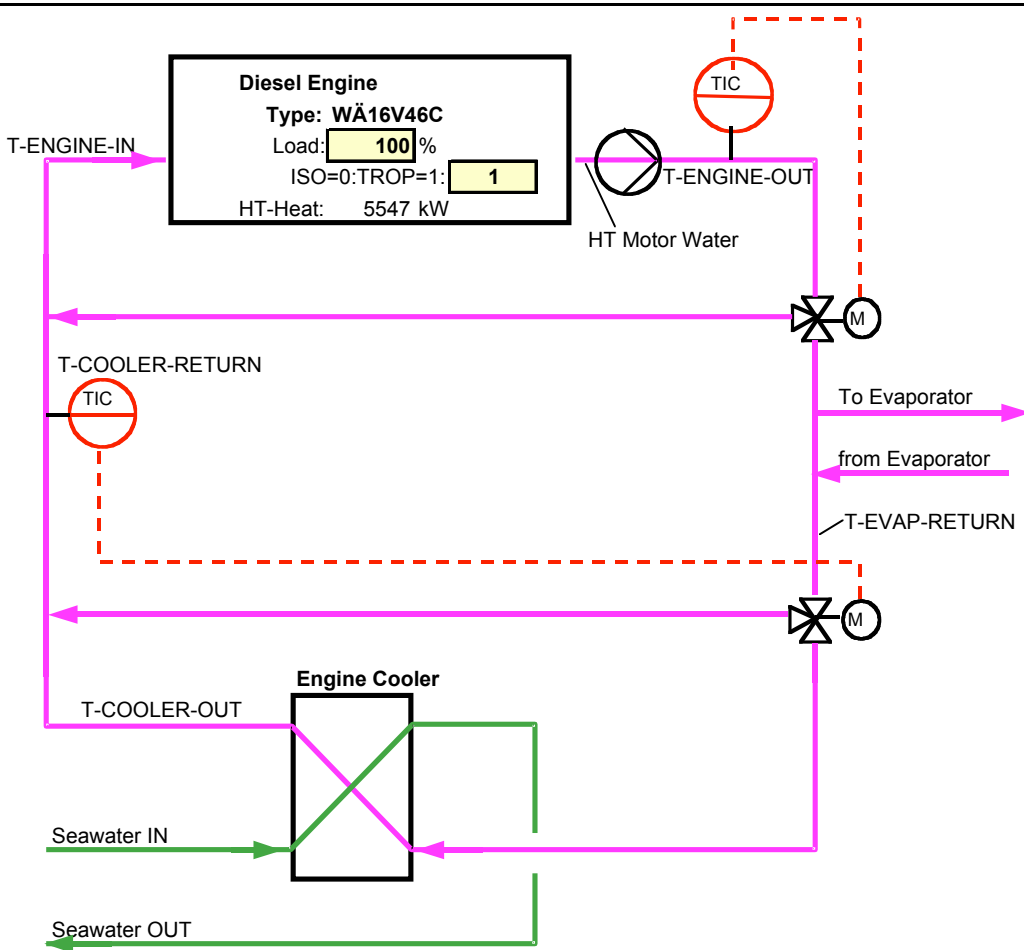 Diesel Engine
Type: WÄ16V46C
Load: 100 %
ISO=0:TROP=1: 1
HT-Heat: 5547 kW
TIC
T-ENGINE-IN
T-ENGINE-OUT
HT Motor Water
M
T-COOLER-RETURN
TIC
To Evaporator
from Evaporator
T-EVAP-RETURN
M
Engine Cooler
T-COOLER-OUT
Seawater IN
Seawater OUT